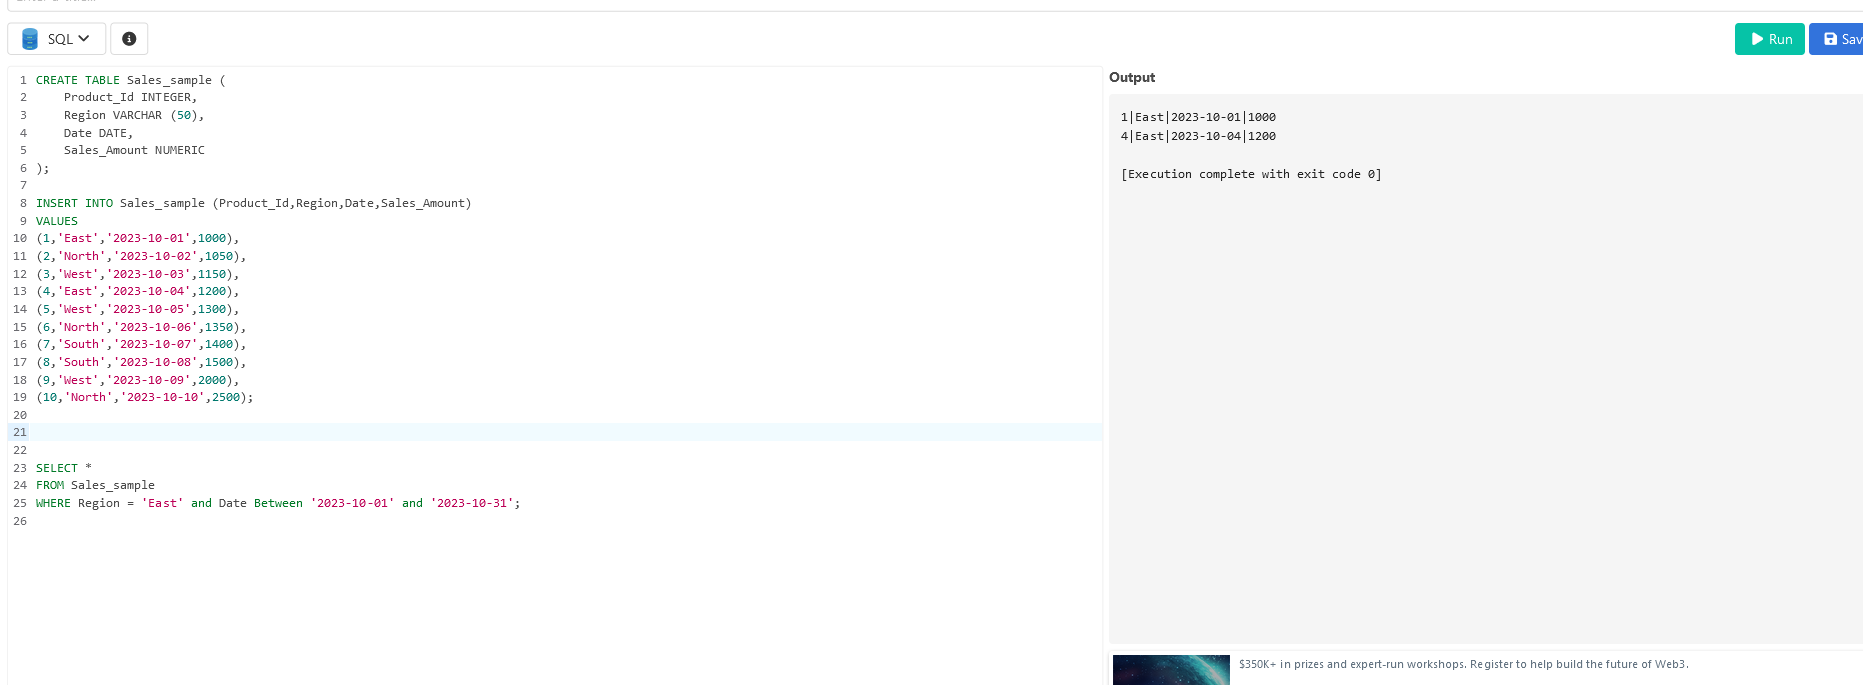 SQL
Run
Sav
1 CREATE TABLE Sales_sample (
2     Product_Id INTEGER,
3     Region VARCHAR (50),
4     Date DATE,
5     Sales_Amount NUMERIC
6 );
7
8 INSERT INTO Sales_sample (Product_Id,Region,Date,Sales_Amount)
9 VALUES
10 (1,'East','2023-10-01',1000),
11 (2,'North','2023-10-02',1050),
12 (3,'West','2023-10-03',1150),
13 (4,'East','2023-10-04',1200),
14 (5,'West','2023-10-05',1300),
15 (6,'North','2023-10-06',1350),
16 (7,'South','2023-10-07',1400),
17 (8,'South','2023-10-08',1500),
18 (9,'West','2023-10-09',2000),
19 (10,'North','2023-10-10',2500);
20
21
22
23 SELECT *
24 FROM Sales_sample
25 WHERE Region = 'East' and Date Between '2023-10-01' and '2023-10-31';
26
Output
1|East|2023-10-01|1000
4|East|2023-10-04|1200
[Execution complete with exit code 0]
$350K+ in prizes and expert-run workshops. Register to help build the future of Web3.